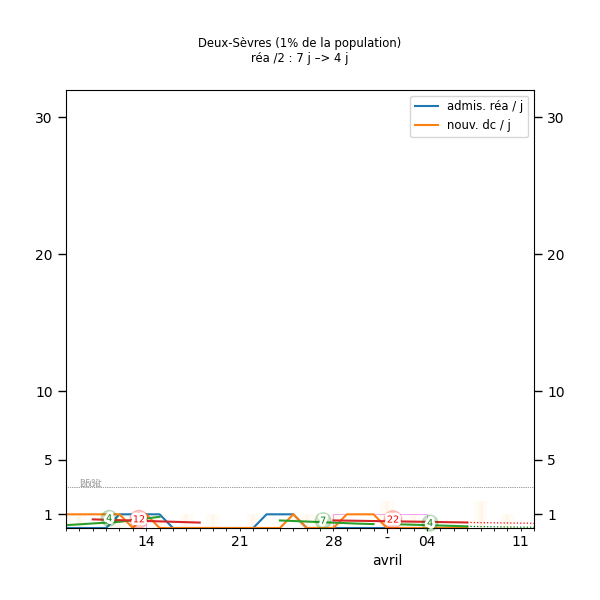 Deux-Sèvres (1% de la population)
réa /2 : 7 j –> 4 j
admis. réa / j
nouv. dc / j
30 30
20 20
10 10
5 5
1 1
4 12 7 22 4
14 21 28 - 04 11
avril